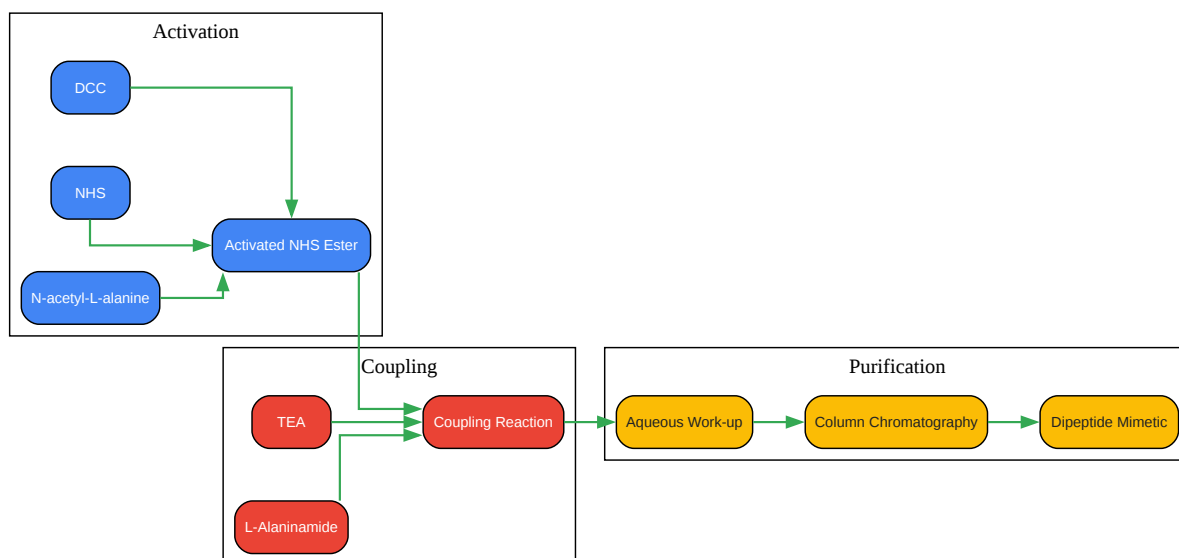 Activation
DCC
NHS
Activated NHS Ester
N-acetyl-L-alanine
Coupling
TEA
Coupling Reaction
L-Alaninamide
Purification
Aqueous Work-up
Column Chromatography
Dipeptide Mimetic